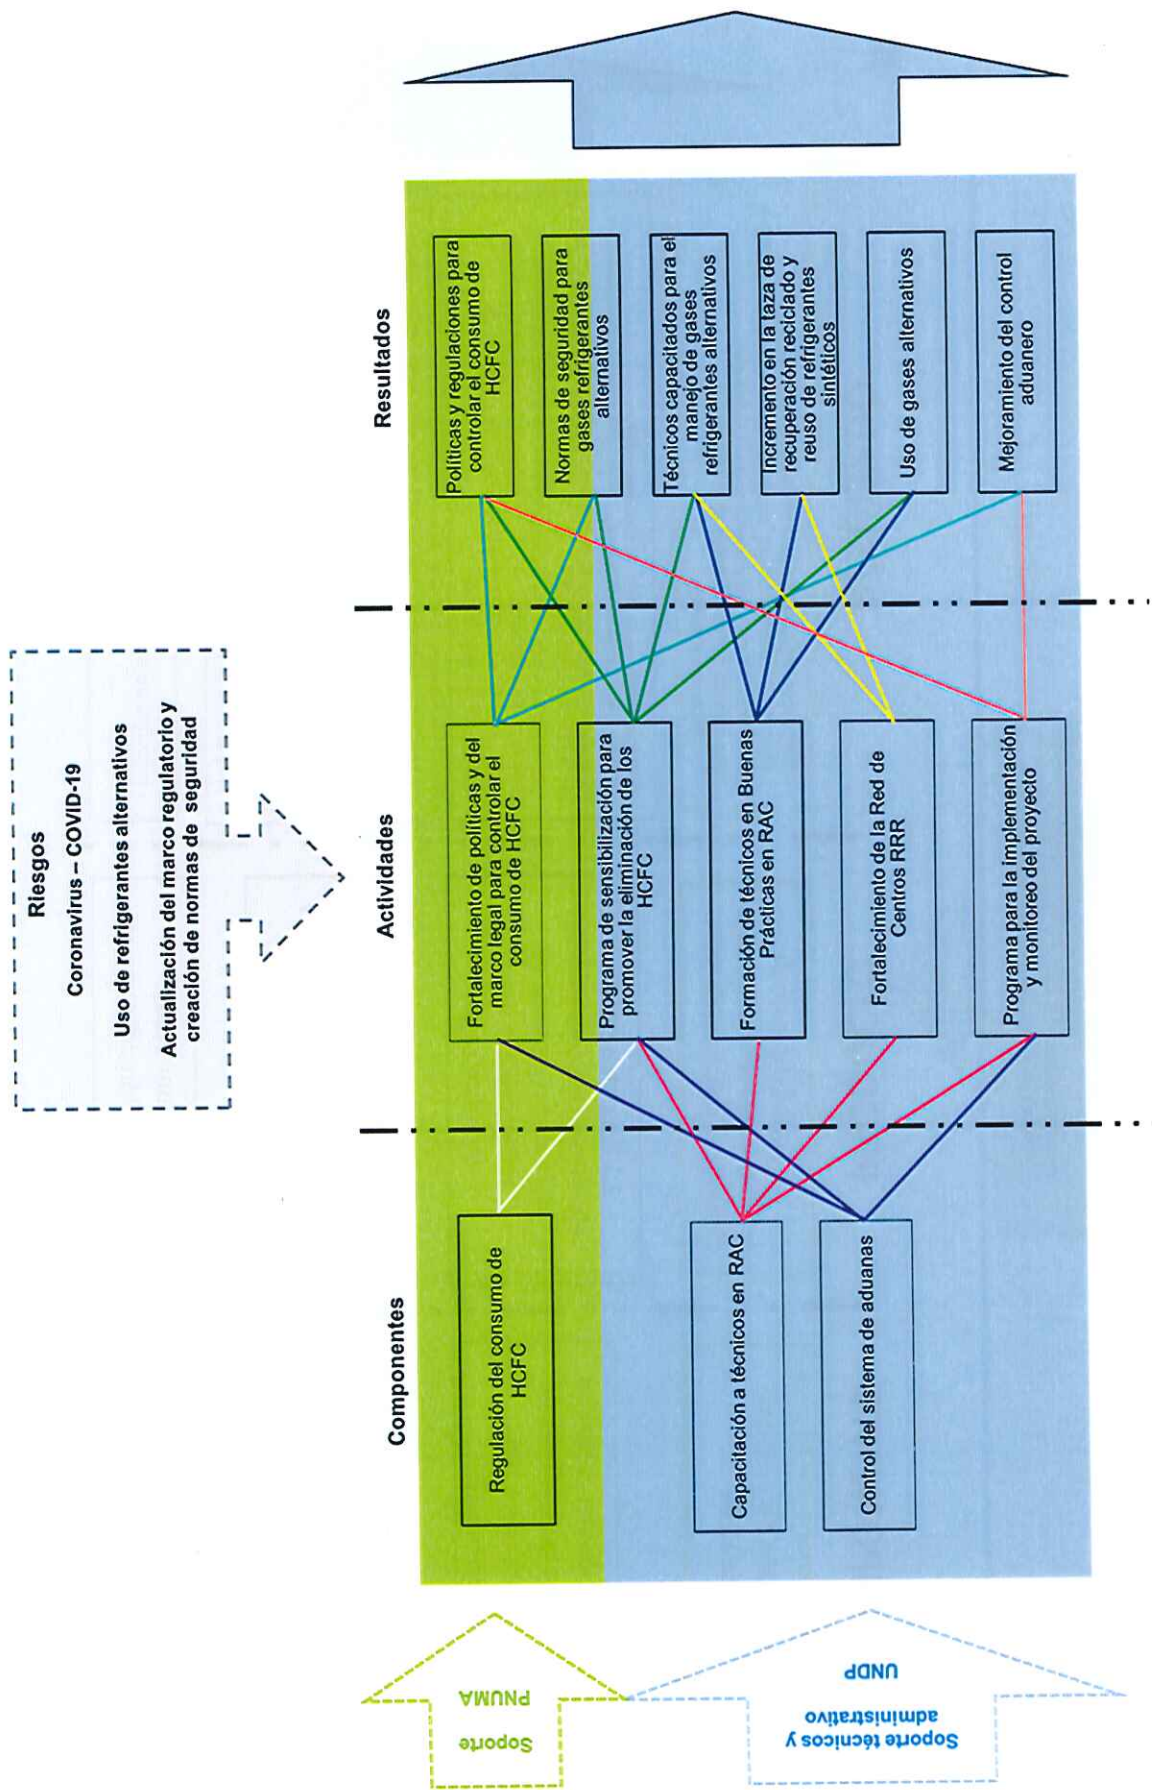 Riesgos
Coronavirus – COVID-19
Uso de refrigerantes alternativos
Actualización del marco regulatorio y
creación de normas de seguridad
Componentes
Actividades
Resultados
Soporte
PNUMA
Soporte técnicos y
administrativo
UNDP
Regulación del consumo de
HCFC
Capacitación a técnicos en RAC
Control del sistema de aduanas
Fortalecimiento de políticas y del
marco legal para controlar el
consumo de HCFC
Programa de sensibilización para
promover la eliminación de los
HCFC
Formación de técnicos en Buenas
Prácticas en RAC
Fortalecimiento de la Red de
Centros RRR
Programa para la implementación
y monitoreo del proyecto
Políticas y regulaciones para
controlar el consumo de
HCFC
Normas de seguridad para
gases refrigerantes
alternativos
Técnicos capacitados para el
manejo de gases
refrigerantes alternativos
Incremento en la taza de
recuperación reciclado y
reuso de refrigerantes
sintéticos
Uso de gases alternativos
Mejoramiento del control
aduanero